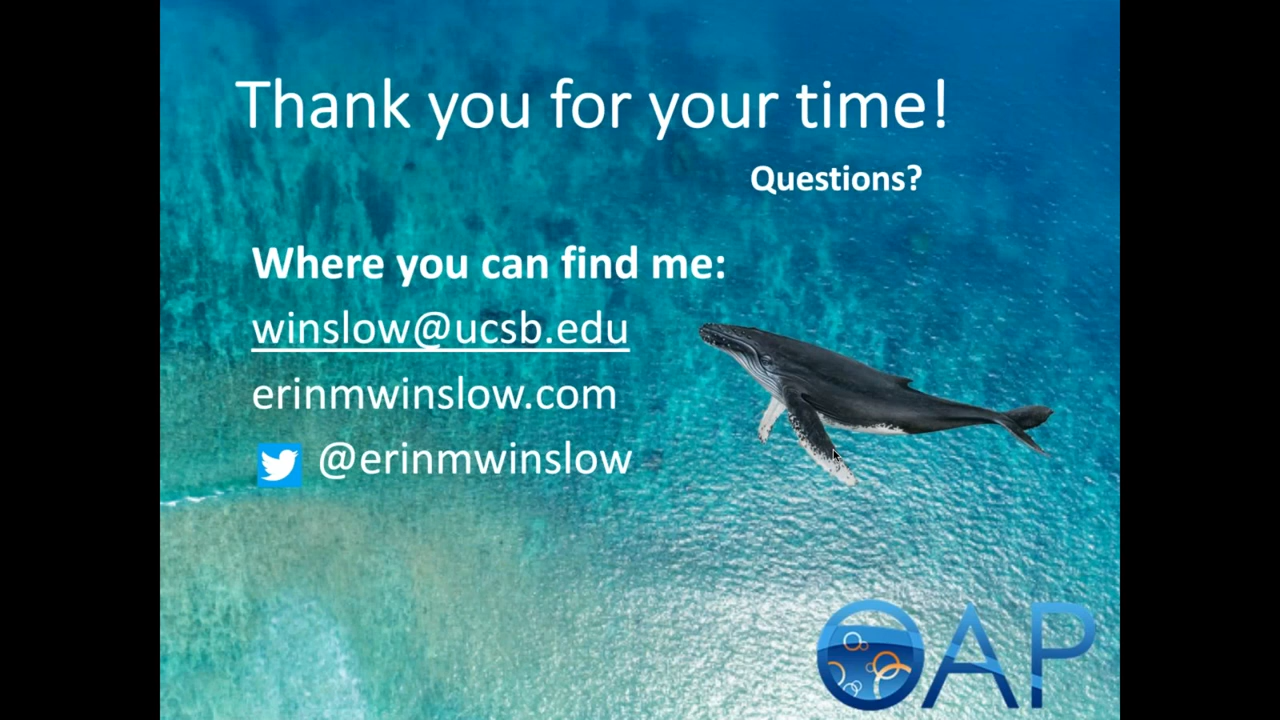 Thank you for your time!
Questions?
Where you can find me:
winslow@ucsb.edu
erinmwinslow.com
@erinmwinslow
OAP